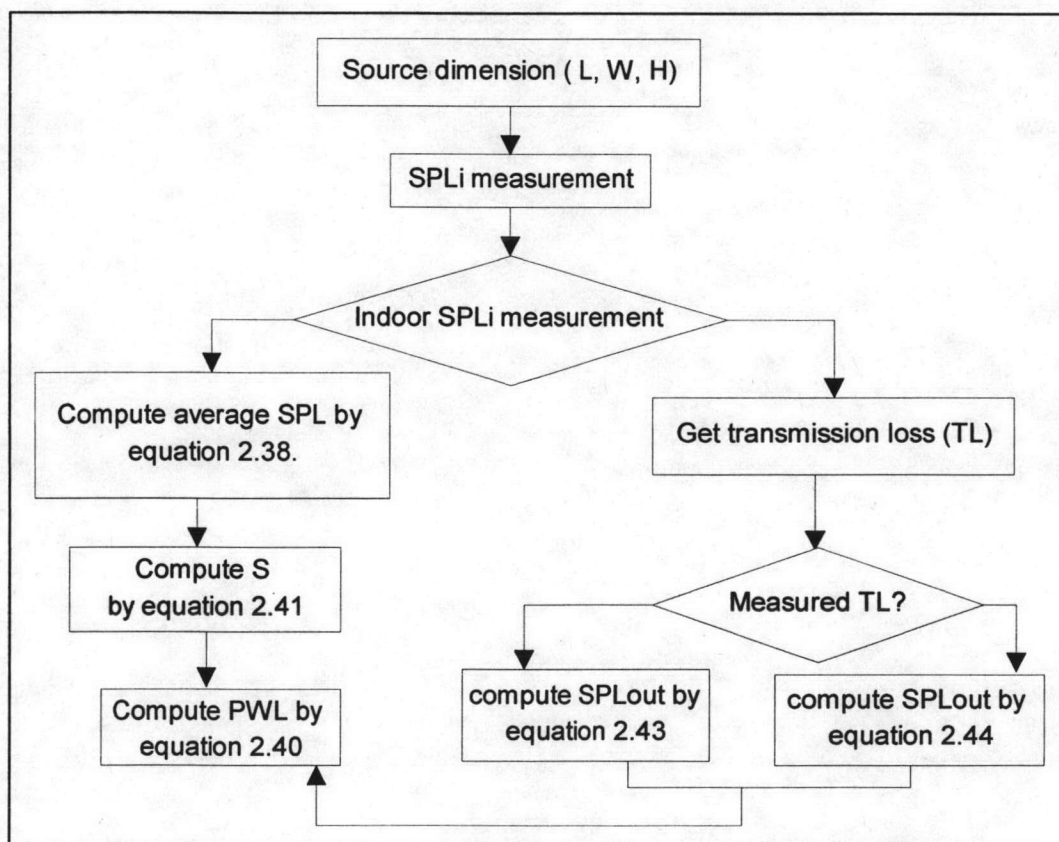 Source dimension ( L, W, H)
SPLi measurement
Indoor SPLi measurement
Compute average SPL by
equation 2.38.
Get transmission loss (TL)
Compute S
by equation 2.41
Measured TL?
Compute PWL by
equation 2.40
compute SPLout by
equation 2.43
compute SPLout by
equation 2.44